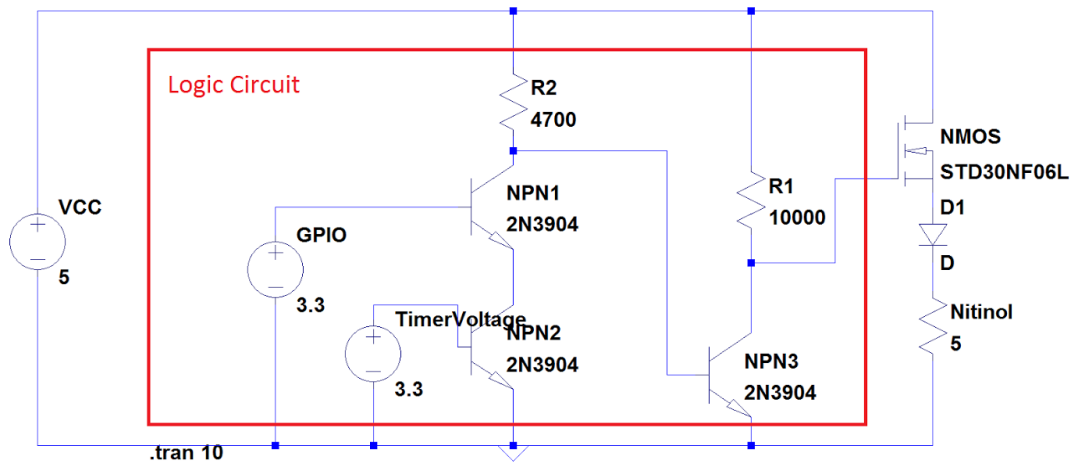 Logic Circuit
R2
4700
NMOS
STD30NF06L
NPN1
2N3904
R1
10000
VCC
5
GPIO
3.3
D1
D
TimerVoltage
NPN2
2N3904
3.3
Nitinol
5
NPN3
2N3904
.tran 10